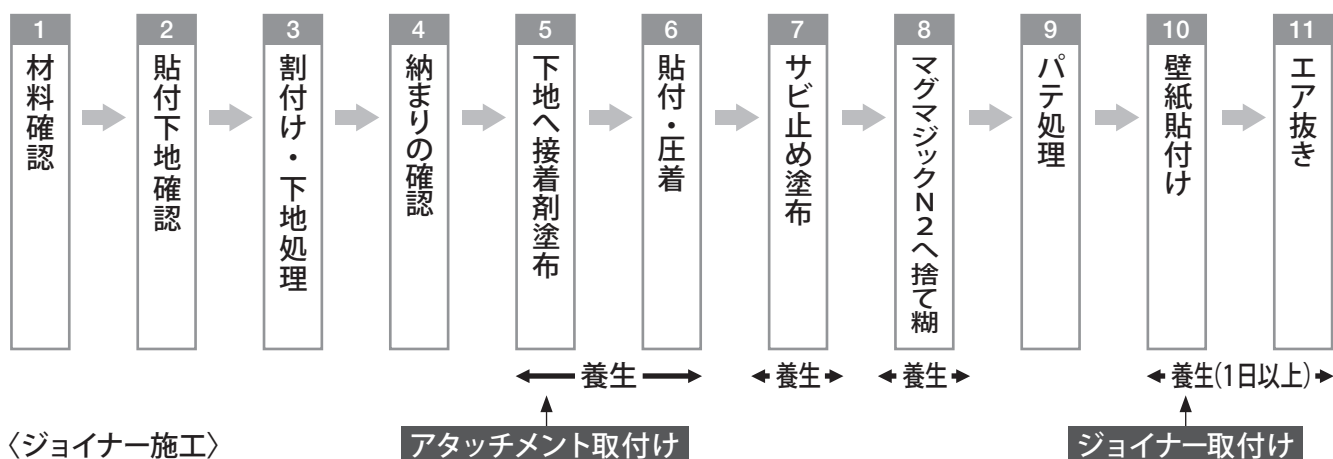 1
材料確認
2
貼付下地確認
3
割付け・下地処理
4
納まりの確認
5
下地へ接着剤塗布
6
貼付・圧着
7
サビ止め塗布
8
マグマジックN2へ捨て糊
9
パテ処理
10
壁紙貼付け
11
エア抜き
養生
養生
養生
養生(1日以上)
〈ジョイナー施工〉
アタッチメント取付け
ジョイナー取付け